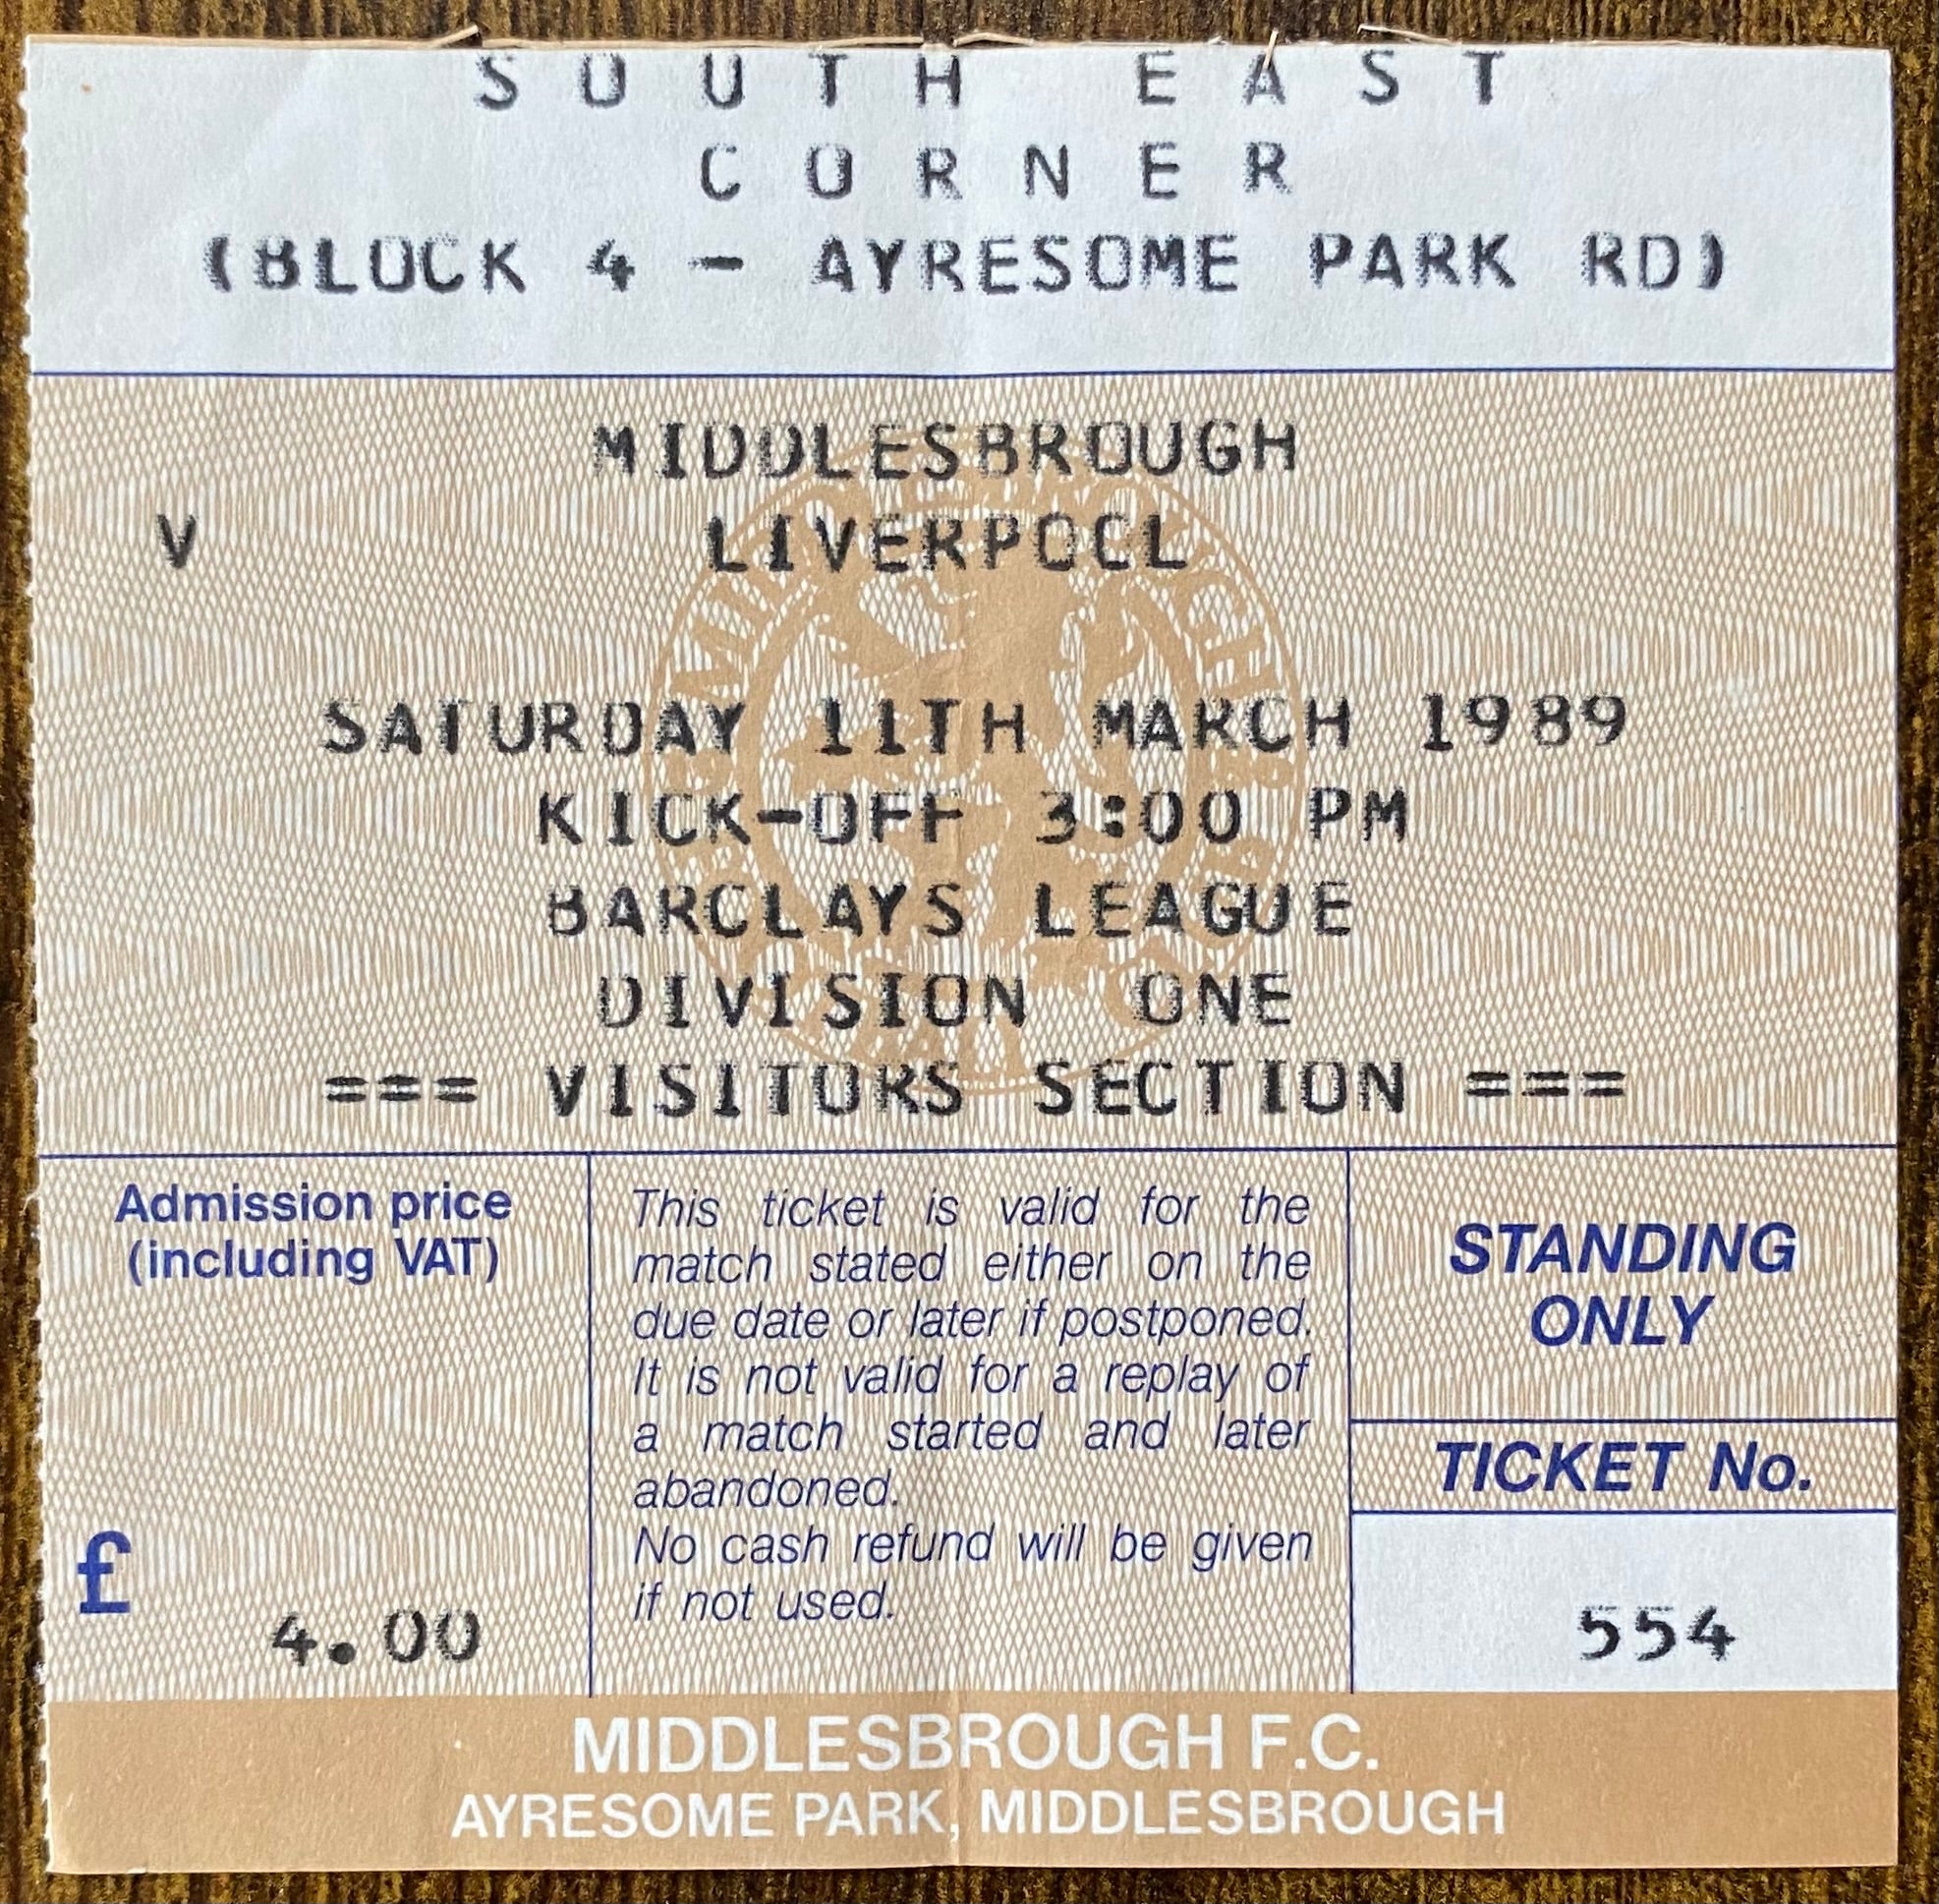 SOUTH EAST
CORNER
(BLOCK 4 - AYRESOME PARK RD)
MIDDLESBROUGH
V LIVERPOOL
SATURDAY 11TH MARCH 1989
KICK-OFF 3:00 PM
BARCLAYS LEAGUE
DIVISION ONE
=== VISITORS SECTION ===
Admission price
(including VAT)
£
4.00
This ticket is valid for the
match stated either on the
due date or later if postponed.
It is not valid for a replay of
a match started and later
abandoned.
No cash refund will be given
if not used.
STANDING
ONLY
TICKET No.
554
MIDDLESBROUGH F.C.
AYRESOME PARK, MIDDLESBROUGH